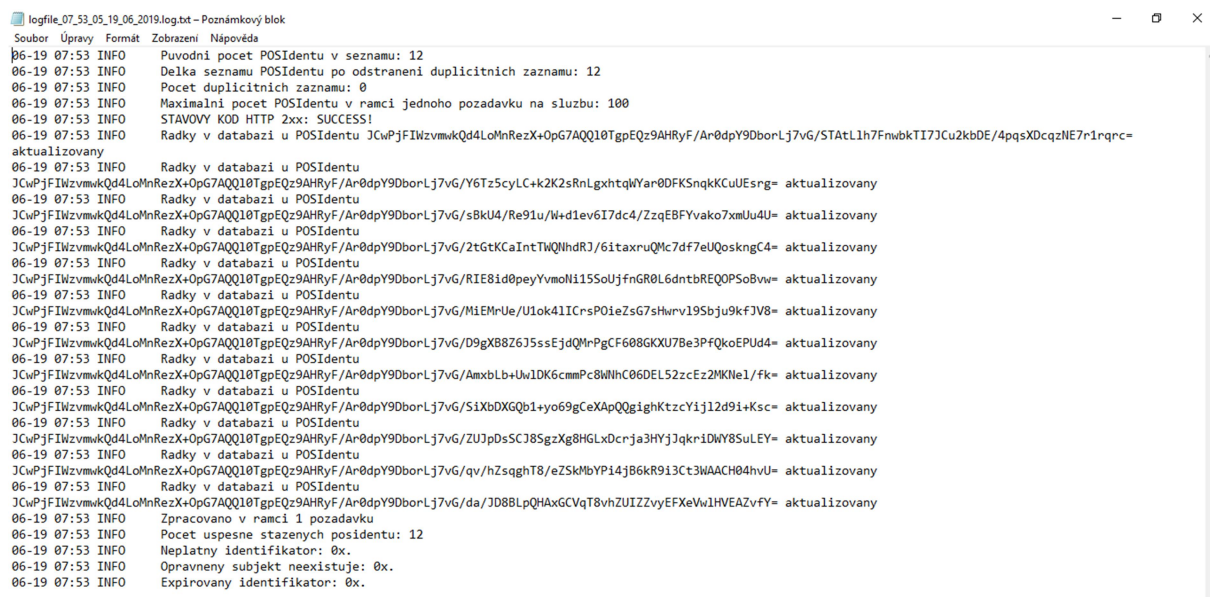 logfile_07_53_05_19_06_2019.log.txt – Poznámkový blok
Soubor Úpravy Formát Zobrazení Nápověda
06-19 07:53 INFO Puvodni pocet POSIdentu v seznamu: 12
06-19 07:53 INFO Delka seznamu POSIdentu po odstraneni duplicitnich zaznamu: 12
06-19 07:53 INFO Pocet duplicitnich zaznamu: 0
06-19 07:53 INFO Maximalni pocet POSIdentu v ramci jednoho pozadavku na sluzbu: 100
06-19 07:53 INFO STAVOVY KOD HTTP 2xx: SUCCESS!
06-19 07:53 INFO Radky v databazi u POSIdentu JCwPjFIWzvmwkQd4LoMnRezX+OpG7AQQl0TgpEQz9AHRyF/Ar0dpY9DborLj7vG/STAtLlh7FnwbkTI7JCu2kbDE/4pqsXDcqzNE7r1rqrc=
aktualizovany
06-19 07:53 INFO Radky v databazi u POSIdentu
JCwPjFIWzvmwkQd4LoMnRezX+OpG7AQQl0TgpEQz9AHRyF/Ar0dpY9DborLj7vG/Y6Tz5cyLC+k2K2sRnLgxhtqWYar0DFKSnqkKCuUEsrg= aktualizovany
06-19 07:53 INFO Radky v databazi u POSIdentu
JCwPjFIWzvmwkQd4LoMnRezX+OpG7AQQl0TgpEQz9AHRyF/Ar0dpY9DborLj7vG/sBkU4/Re91u/W+d1ev6I7dc4/ZzqEBFYvako7xmUu4U= aktualizovany
06-19 07:53 INFO Radky v databazi u POSIdentu
JCwPjFIWzvmwkQd4LoMnRezX+OpG7AQQl0TgpEQz9AHRyF/Ar0dpY9DborLj7vG/2tGtKCaIntTWQNhdRJ/6itaxruQMc7df7eUQoskngC4= aktualizovany
06-19 07:53 INFO Radky v databazi u POSIdentu
JCwPjFIWzvmwkQd4LoMnRezX+OpG7AQQl0TgpEQz9AHRyF/Ar0dpY9DborLj7vG/RIE8id0peyYvmoNi15SoUjfnGR0L6dntbREQOPSoBvw= aktualizovany
06-19 07:53 INFO Radky v databazi u POSIdentu
JCwPjFIWzvmwkQd4LoMnRezX+OpG7AQQl0TgpEQz9AHRyF/Ar0dpY9DborLj7vG/MiEMrUe/U1ok4lICrsPOieZsG7sHwrvl9Sbju9kfJV8= aktualizovany
06-19 07:53 INFO Radky v databazi u POSIdentu
JCwPjFIWzvmwkQd4LoMnRezX+OpG7AQQl0TgpEQz9AHRyF/Ar0dpY9DborLj7vG/D9gXB8Z6J5ssEjdQMrPgCF608GKXU7Be3PfQkoEPUd4= aktualizovany
06-19 07:53 INFO Radky v databazi u POSIdentu
JCwPjFIWzvmwkQd4LoMnRezX+OpG7AQQl0TgpEQz9AHRyF/Ar0dpY9DborLj7vG/AmxbLb+UwlDK6cmmPc8WNhC06DEL52zcEz2MKNel/fk= aktualizovany
06-19 07:53 INFO Radky v databazi u POSIdentu
JCwPjFIWzvmwkQd4LoMnRezX+OpG7AQQl0TgpEQz9AHRyF/Ar0dpY9DborLj7vG/SiXbDXGQb1+yo69gCeXApQQgighKtzcYijl2d9i+Ksc= aktualizovany
06-19 07:53 INFO Radky v databazi u POSIdentu
JCwPjFIWzvmwkQd4LoMnRezX+OpG7AQQl0TgpEQz9AHRyF/Ar0dpY9DborLj7vG/ZUJpDsSCJ8SgzXg8HGLxDcrja3HYjJqkriDWY8SuLEY= aktualizovany
06-19 07:53 INFO Radky v databazi u POSIdentu
JCwPjFIWzvmwkQd4LoMnRezX+OpG7AQQl0TgpEQz9AHRyF/Ar0dpY9DborLj7vG/qv/hZsqghT8/eZSkMbYPi4jB6kR9i3Ct3WAACH04hvU= aktualizovany
06-19 07:53 INFO Radky v databazi u POSIdentu
JCwPjFIWzvmwkQd4LoMnRezX+OpG7AQQl0TgpEQz9AHRyF/Ar0dpY9DborLj7vG/da/JD8BLpQHAxGCVqT8vhZUIZZvyEFXeVwlHVEAZvfY= aktualizovany
06-19 07:53 INFO Zpracovano v ramci 1 pozadavku
06-19 07:53 INFO Pocet uspesne stazenych posidentu: 12
06-19 07:53 INFO Neplatny identifikator: 0x.
06-19 07:53 INFO Opravneny subjekt neexistuje: 0x.
06-19 07:53 INFO Expirovany identifikator: 0x.